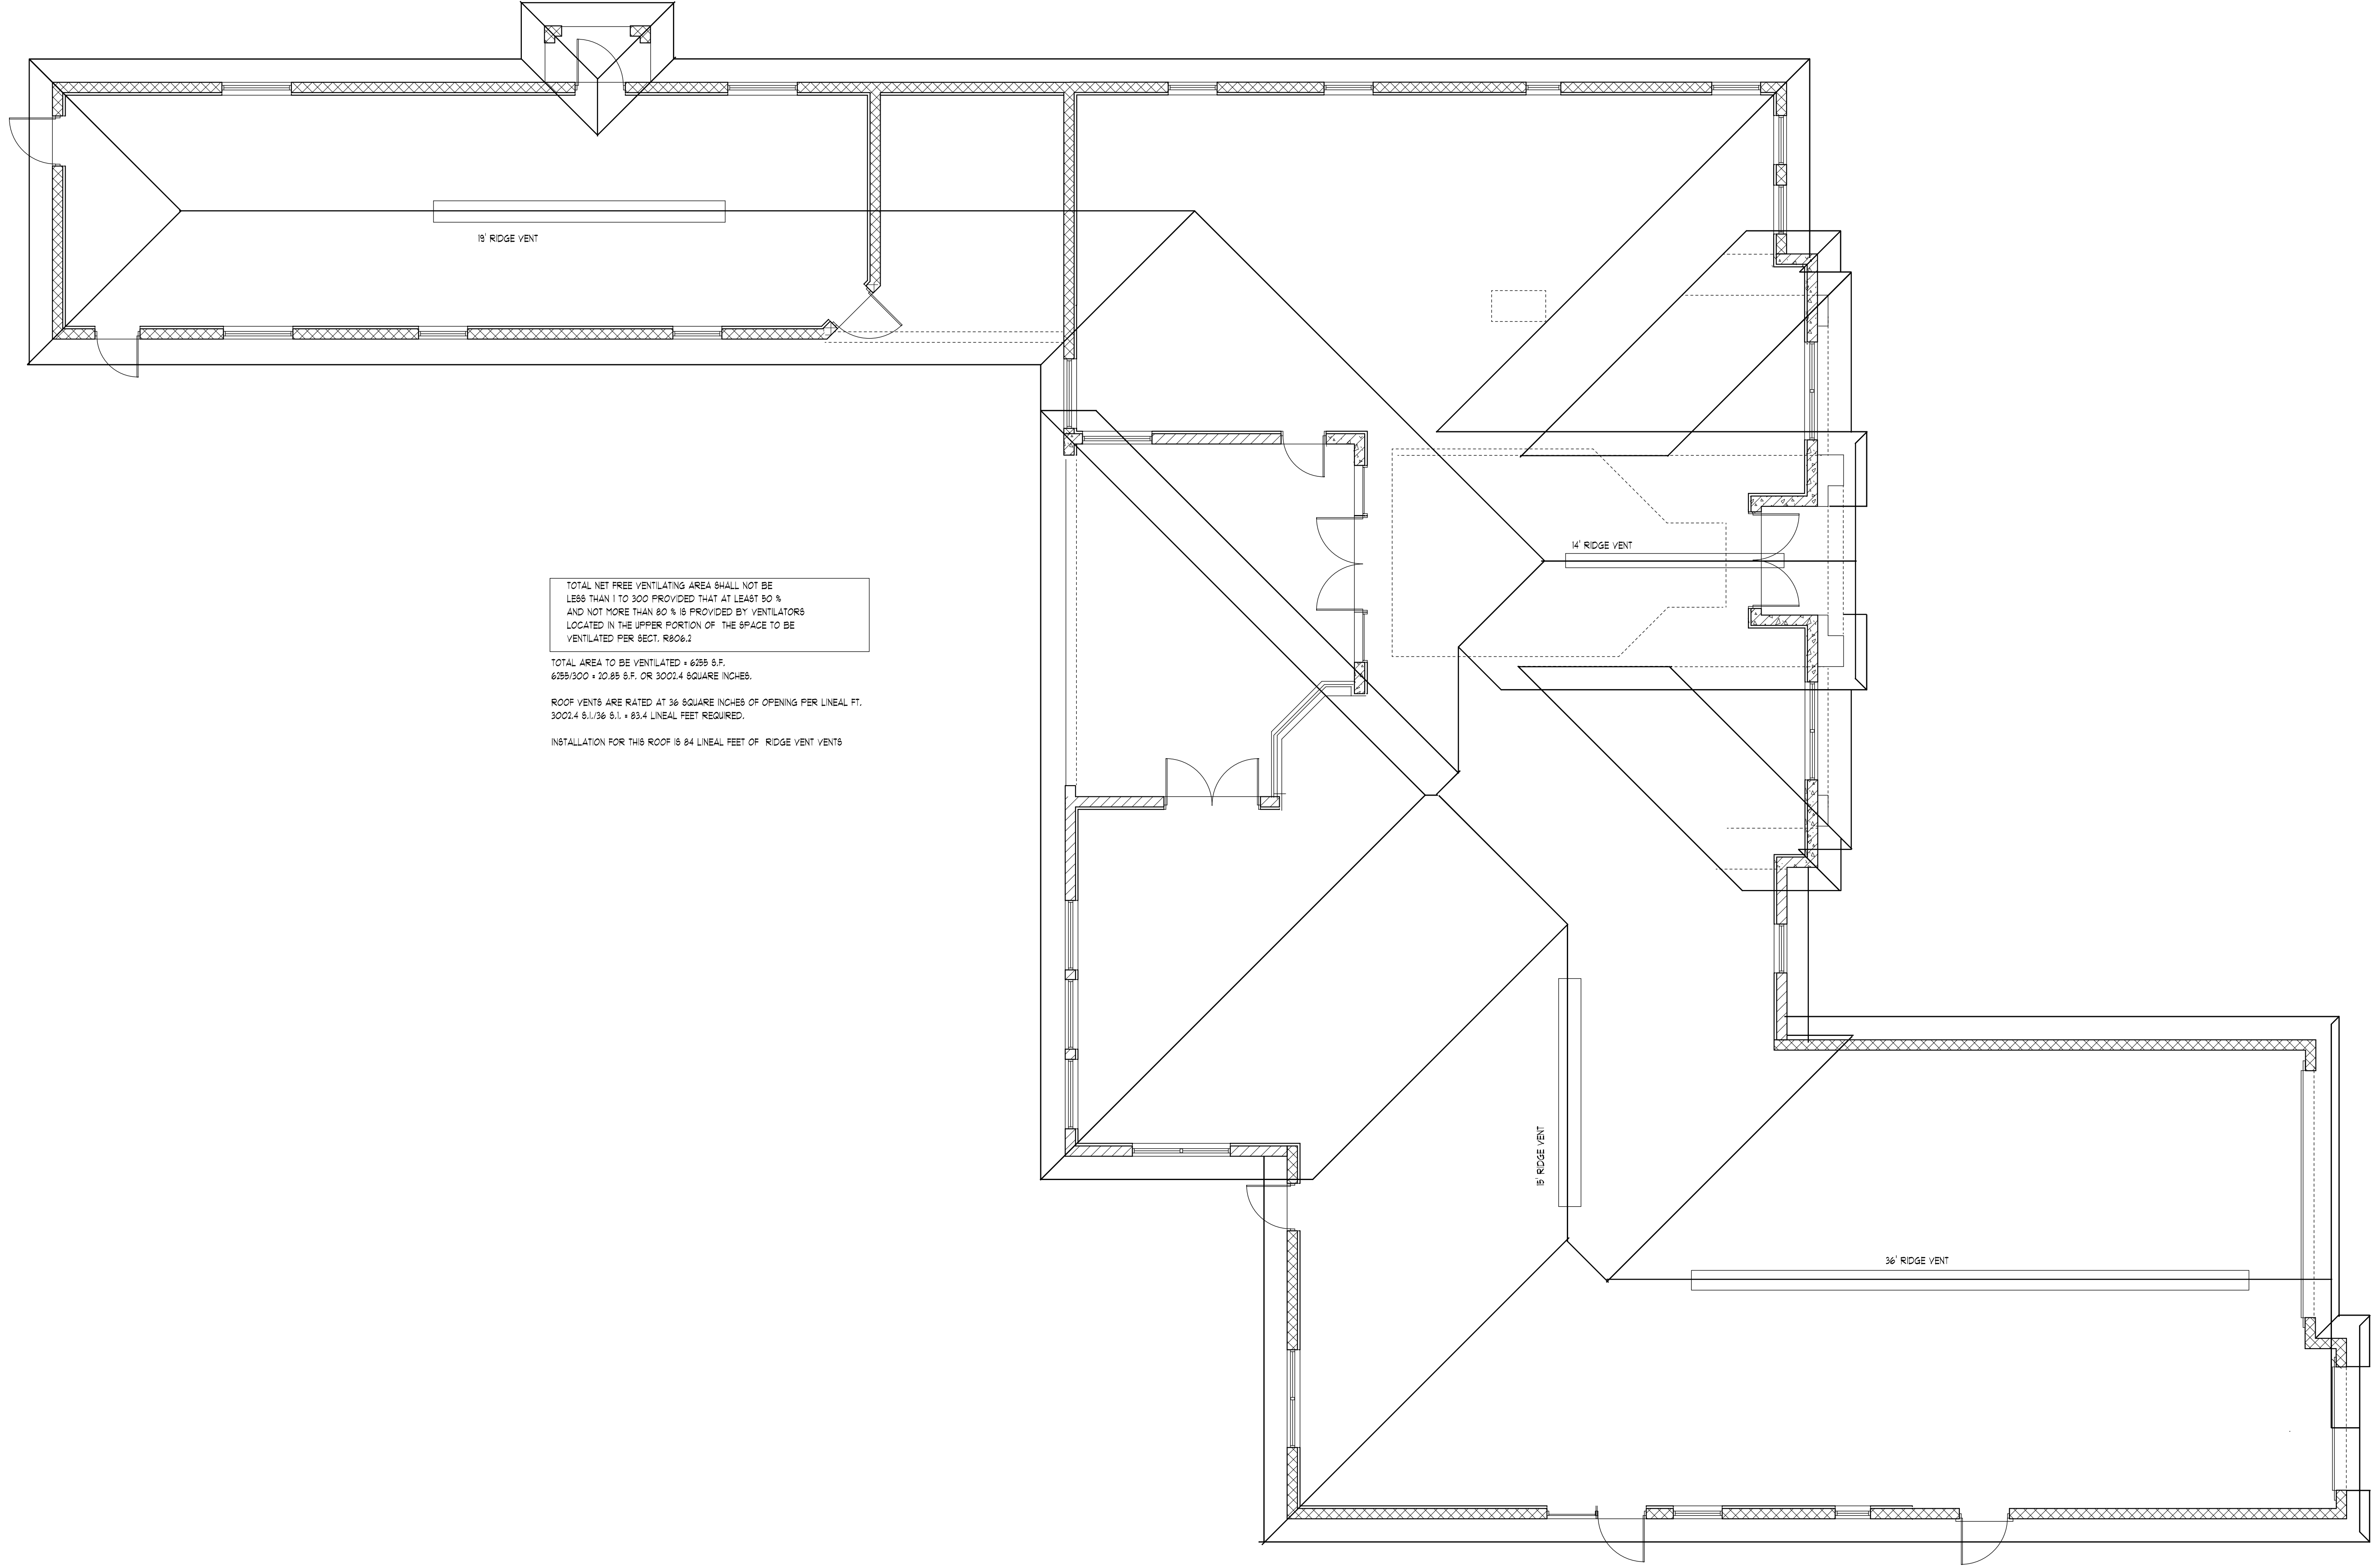 19' RIDGE VENT
14' RIDGE VENT
TOTAL NET FREE VENTILATING AREA SHALL NOT BE
LESS THAN 1 TO 300 PROVIDED THAT AT LEAST 50 %
AND NOT MORE THAN 80 % IS PROVIDED BY VENTILATORS
LOCATED IN THE UPPER PORTION OF THE SPACE TO BE
VENTILATED PER SECT. R806.2
TOTAL AREA TO BE VENTILATED = 6255 S.F.
6255/300 = 20.85 S.F. OR 3002.4 SQUARE INCHES.
ROOF VENTS ARE RATED AT 36 SQUARE INCHES OF OPENING PER LINEAL FT.
3002.4 S.I./36 S.I. = 83.4 LINEAL FEET REQUIRED.
INSTALLATION FOR THIS ROOF IS 84 LINEAL FEET OF RIDGE VENT VENTS
15' RIDGE VENT
36' RIDGE VENT